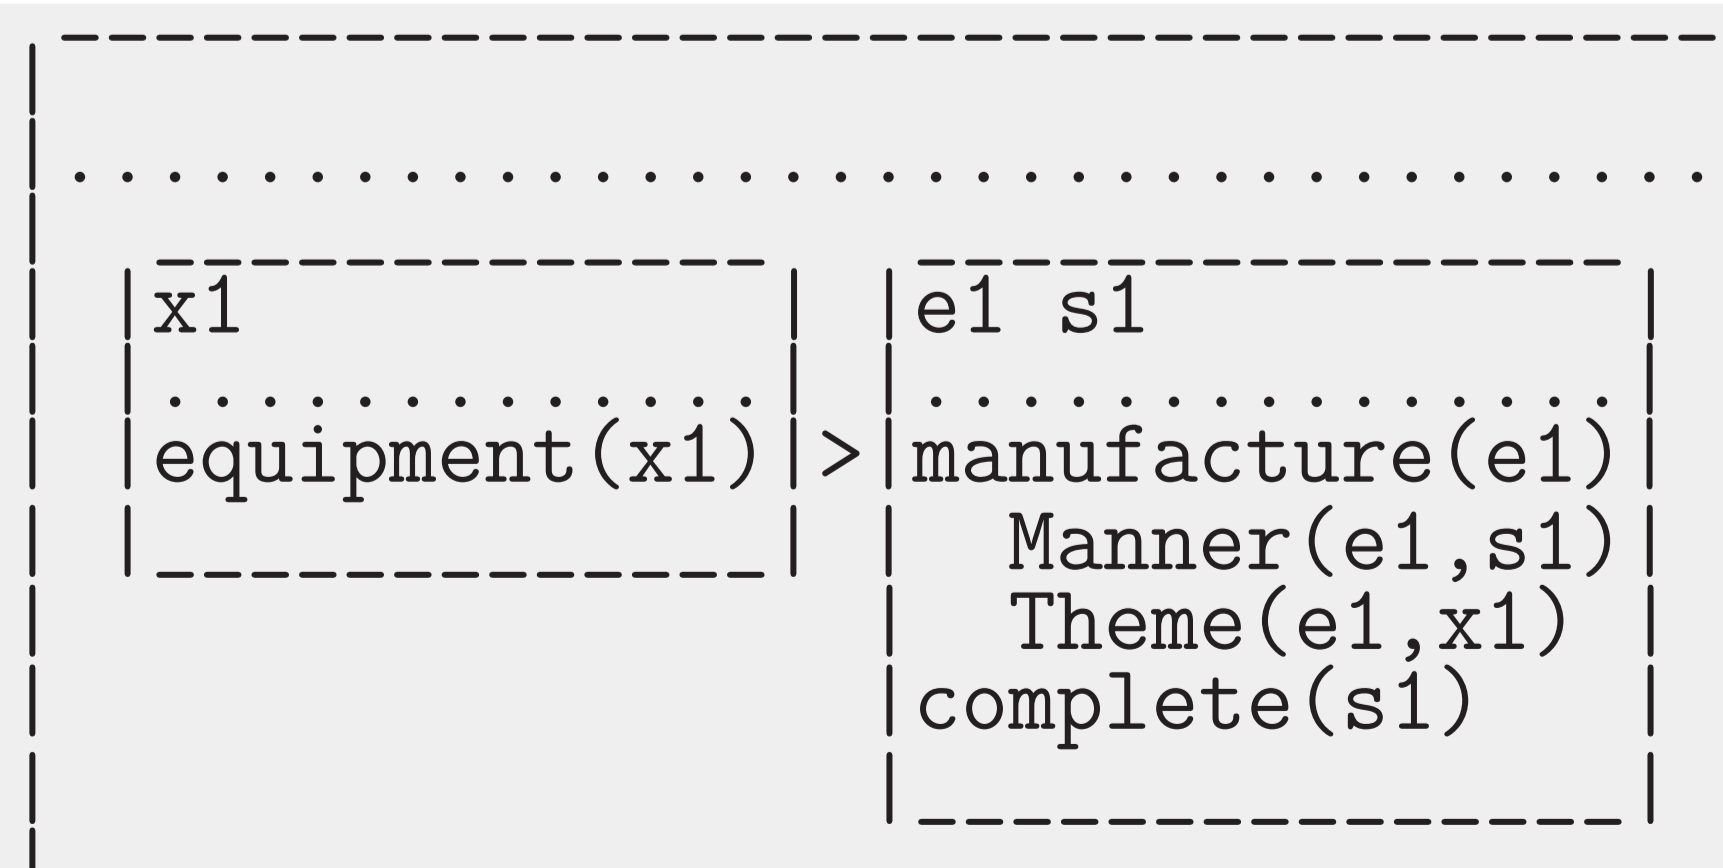 x1 e1 s1
equipment(x1) > manufacture(e1)
Manner(e1,s1)
Theme(e1,x1)
complete(s1)